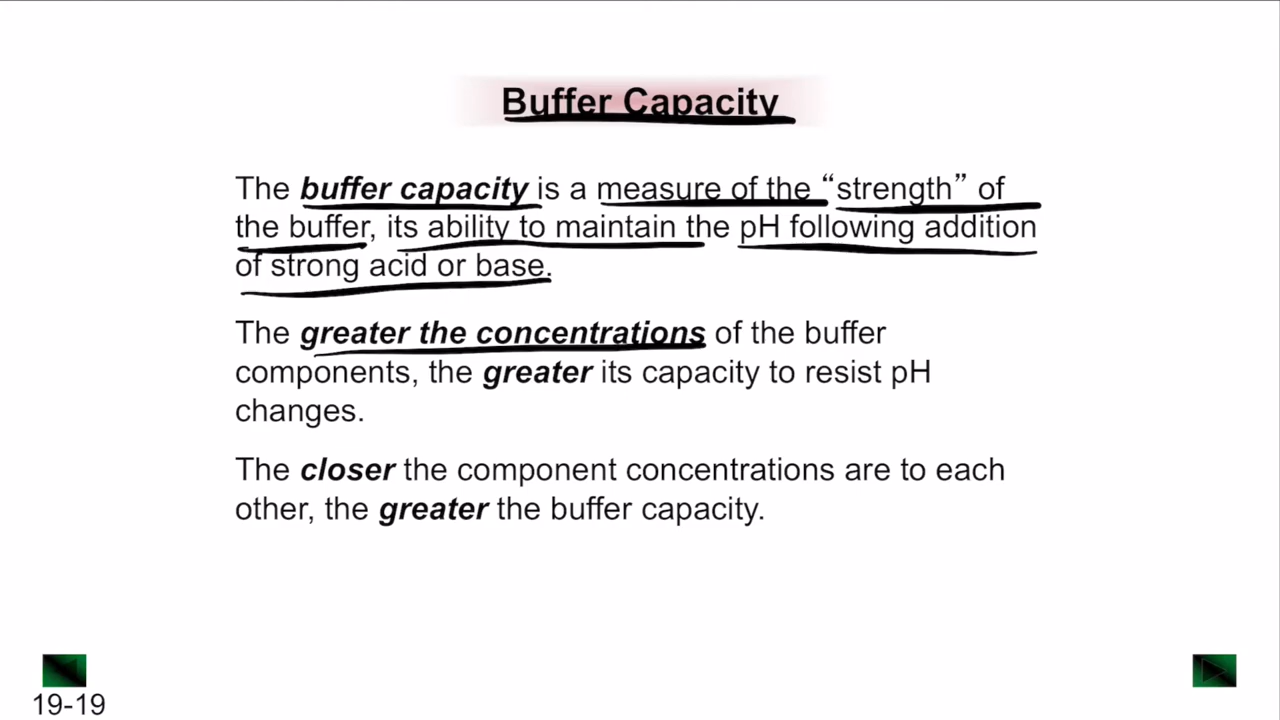 Buffer Capacity
The buffer capacity is a measure of the “strength” of
the buffer, its ability to maintain the pH following addition
of strong acid or base.
The greater the concentrations of the buffer
components, the greater its capacity to resist pH
changes.
The closer the component concentrations are to each
other, the greater the buffer capacity.
19-19